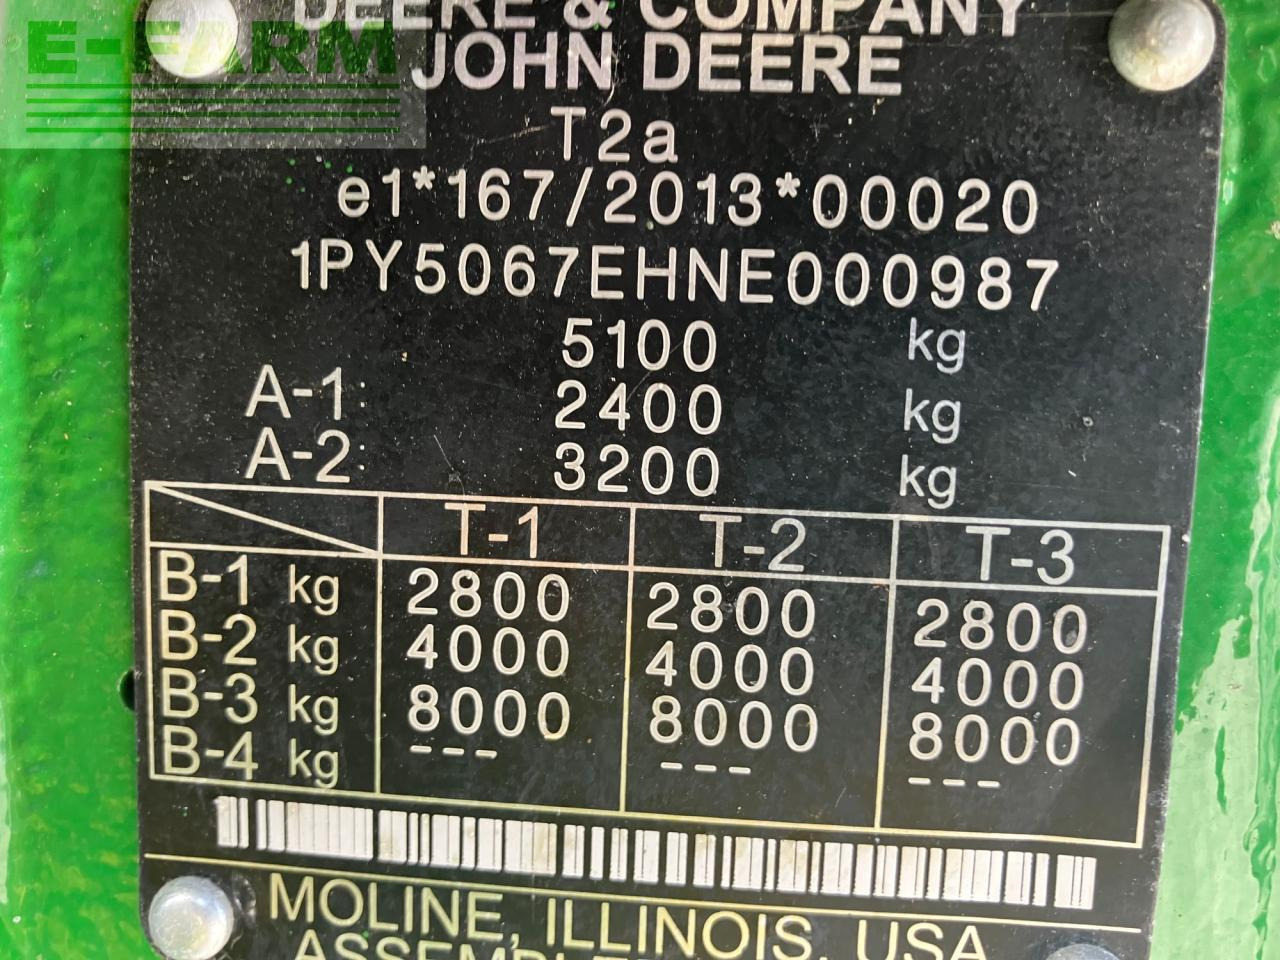 E-FARM
DEERE & COMPANY
JOHN DEERE
T2a
e1*167/2013*00020
1PY5067EHNE000987
5100 kg
A-1: 2400 kg
A-2: 3200 kg
T-1 T-2 T-3
B-1 kg 2800 2800 2800
B-2 kg 4000 4000 4000
B-3 kg 8000 8000 8000
B-4 kg --- --- ---
MOLINE, ILLINOIS, USA